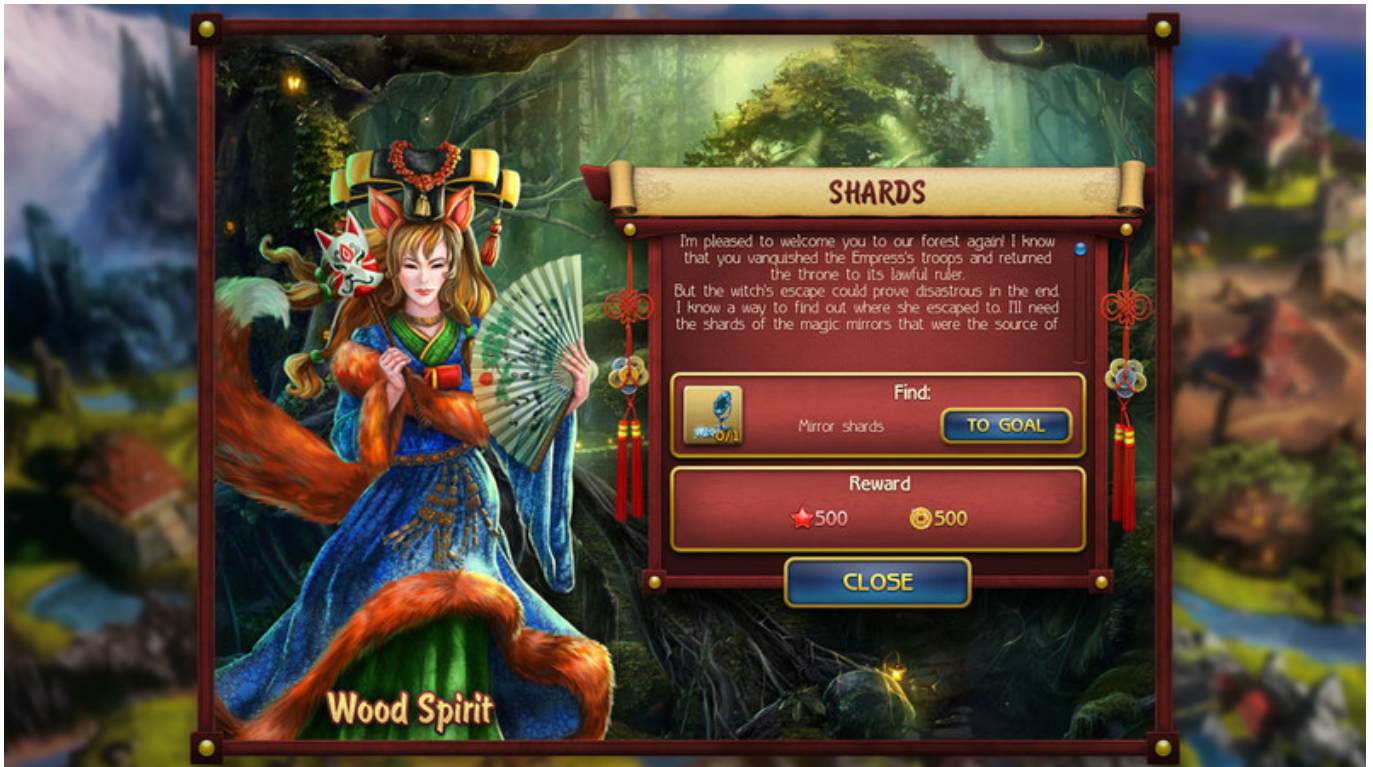 SHARDS
I'm pleased to welcome you to our forest again! I know
that you vanquished the Empress's troops and returned
the throne to its lawful ruler.
But the witch's escape could prove disastrous in the end.
I know a way to find out where she escaped to. I'll need
the shards of the magic mirrors that were the source of
Find:
0/1
Mirror shards
TO GOAL
Reward
500
500
CLOSE
Wood Spirit